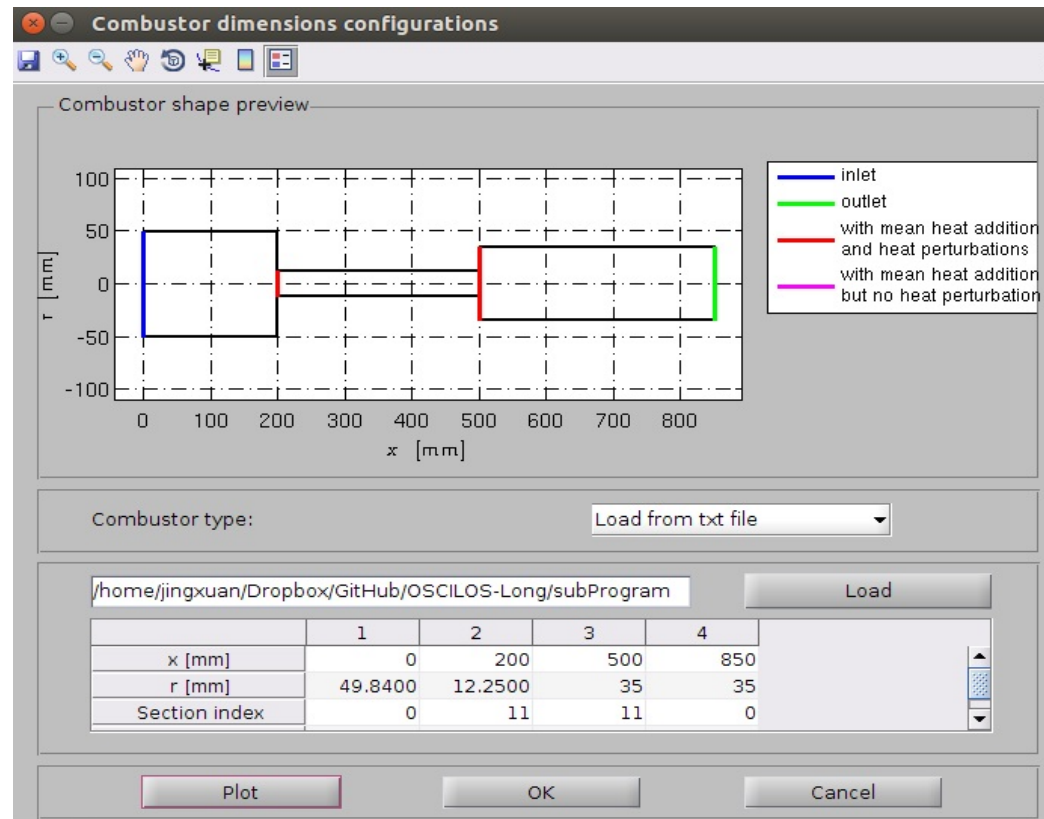 Combustor dimensions configurations
Combustor shape preview
100
50
0
-50
-100
r [mm]
0 100 200 300 400 500 600 700 800
x [mm]
inlet
outlet
with mean heat addition
and heat perturbations
with mean heat addition
but no heat perturbation
Combustor type:
Load from txt file
/home/jingxuan/Dropbox/GitHub/OSCILOS-Long/subProgram
Load
1 2 3 4
x [mm] 0 200 500 850
r [mm] 49.8400 12.2500 35 35
Section index 0 11 11 0
Plot
OK
Cancel